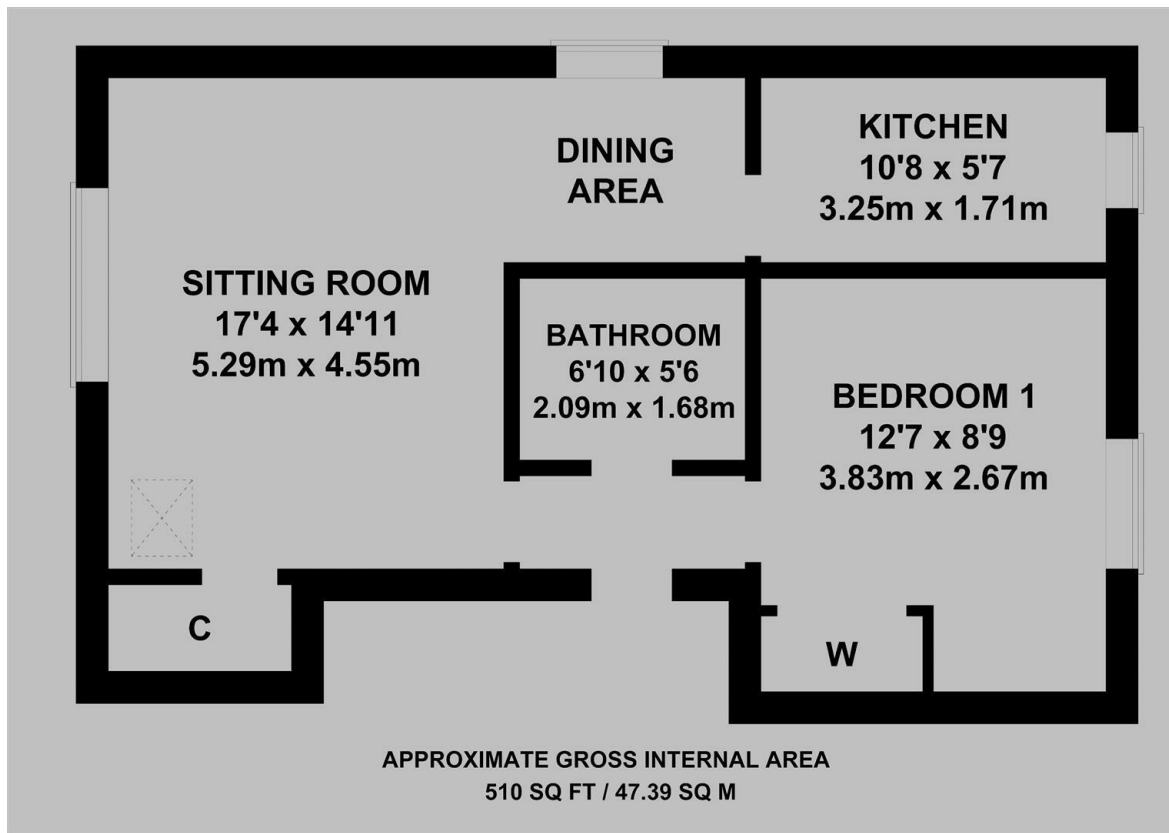 DINING
AREA
KITCHEN
10'8 x 5'7
3.25m x 1.71m
SITTING ROOM
17'4 x 14'11
5.29m x 4.55m
BATHROOM
6'10 x 5'6
2.09m x 1.68m
BEDROOM 1
12'7 x 8'9
3.83m x 2.67m
C
W
APPROXIMATE GROSS INTERNAL AREA
510 SQ FT / 47.39 SQ M